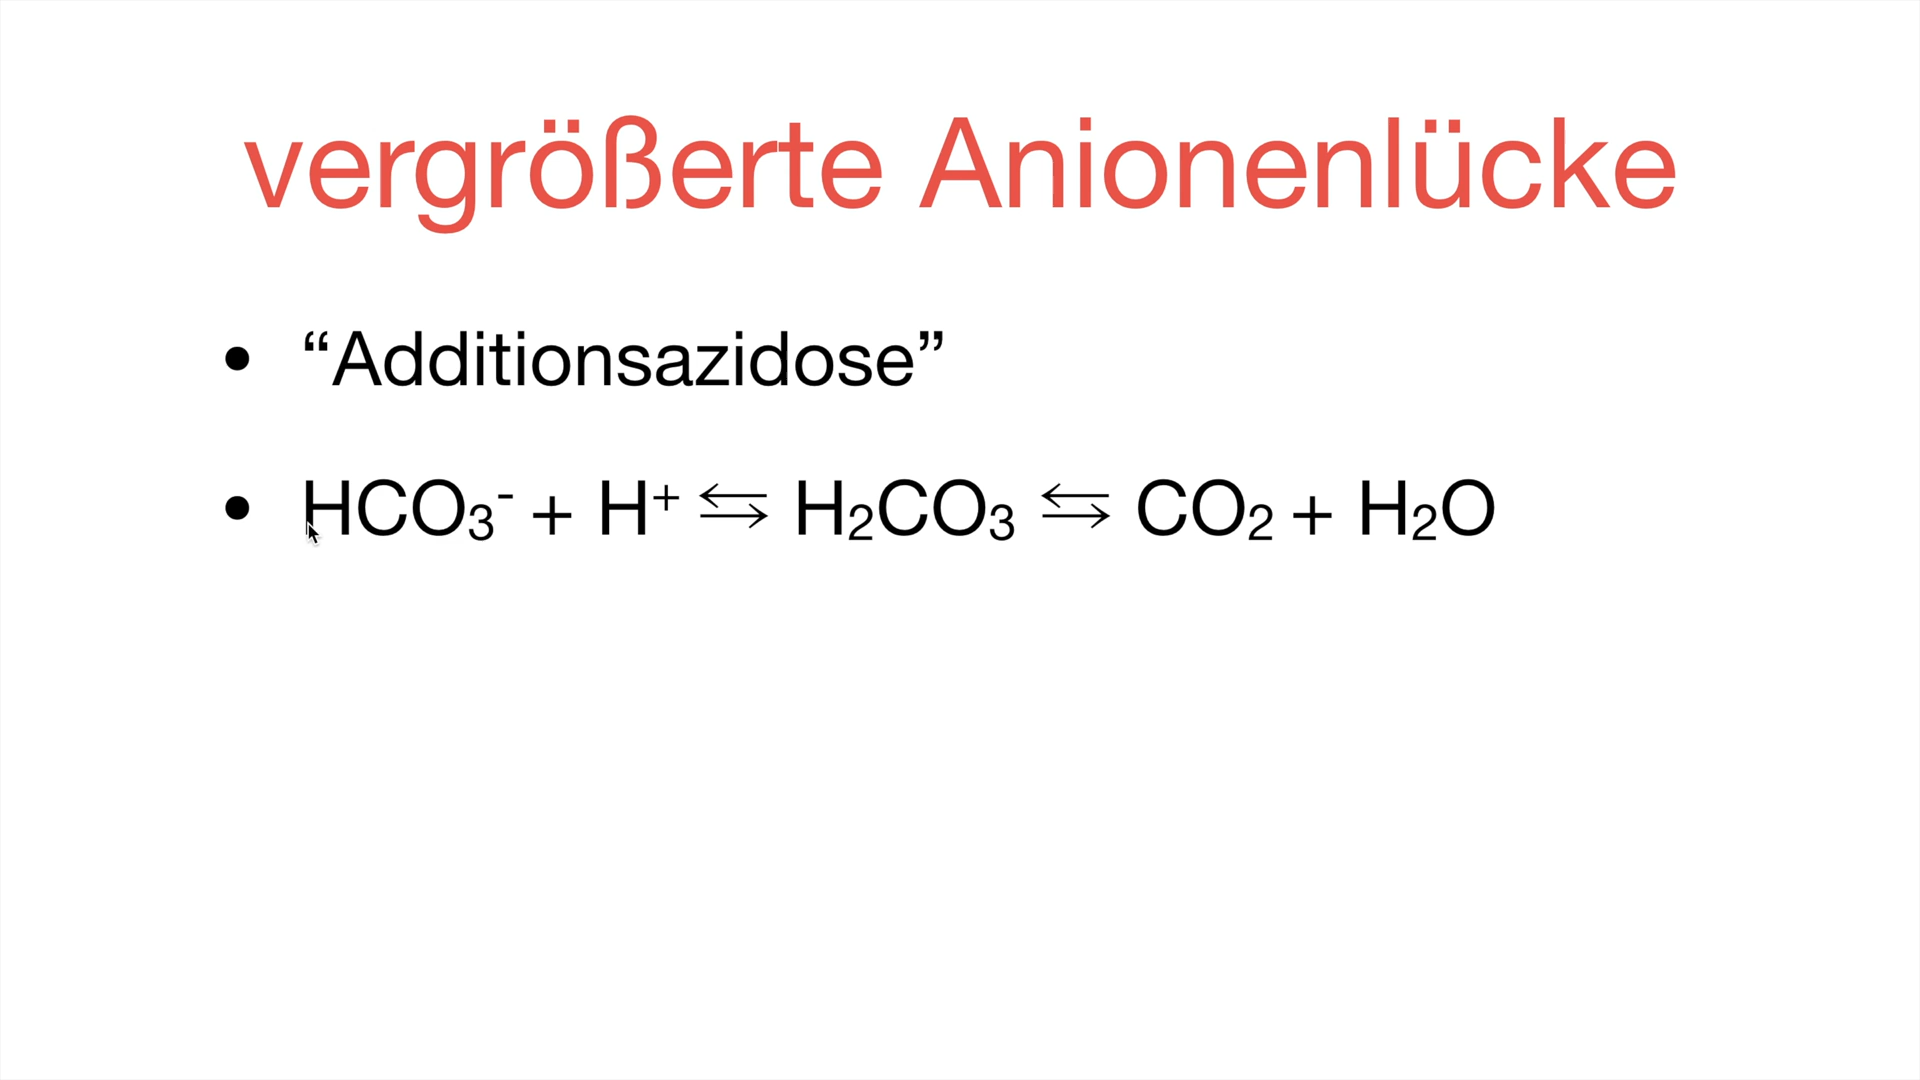 vergrößerte Anionenlücke
• “Additionsazidose”
• HCO₃⁻ + H⁺ ⇆ H₂CO₃ ⇆ CO₂ + H₂O